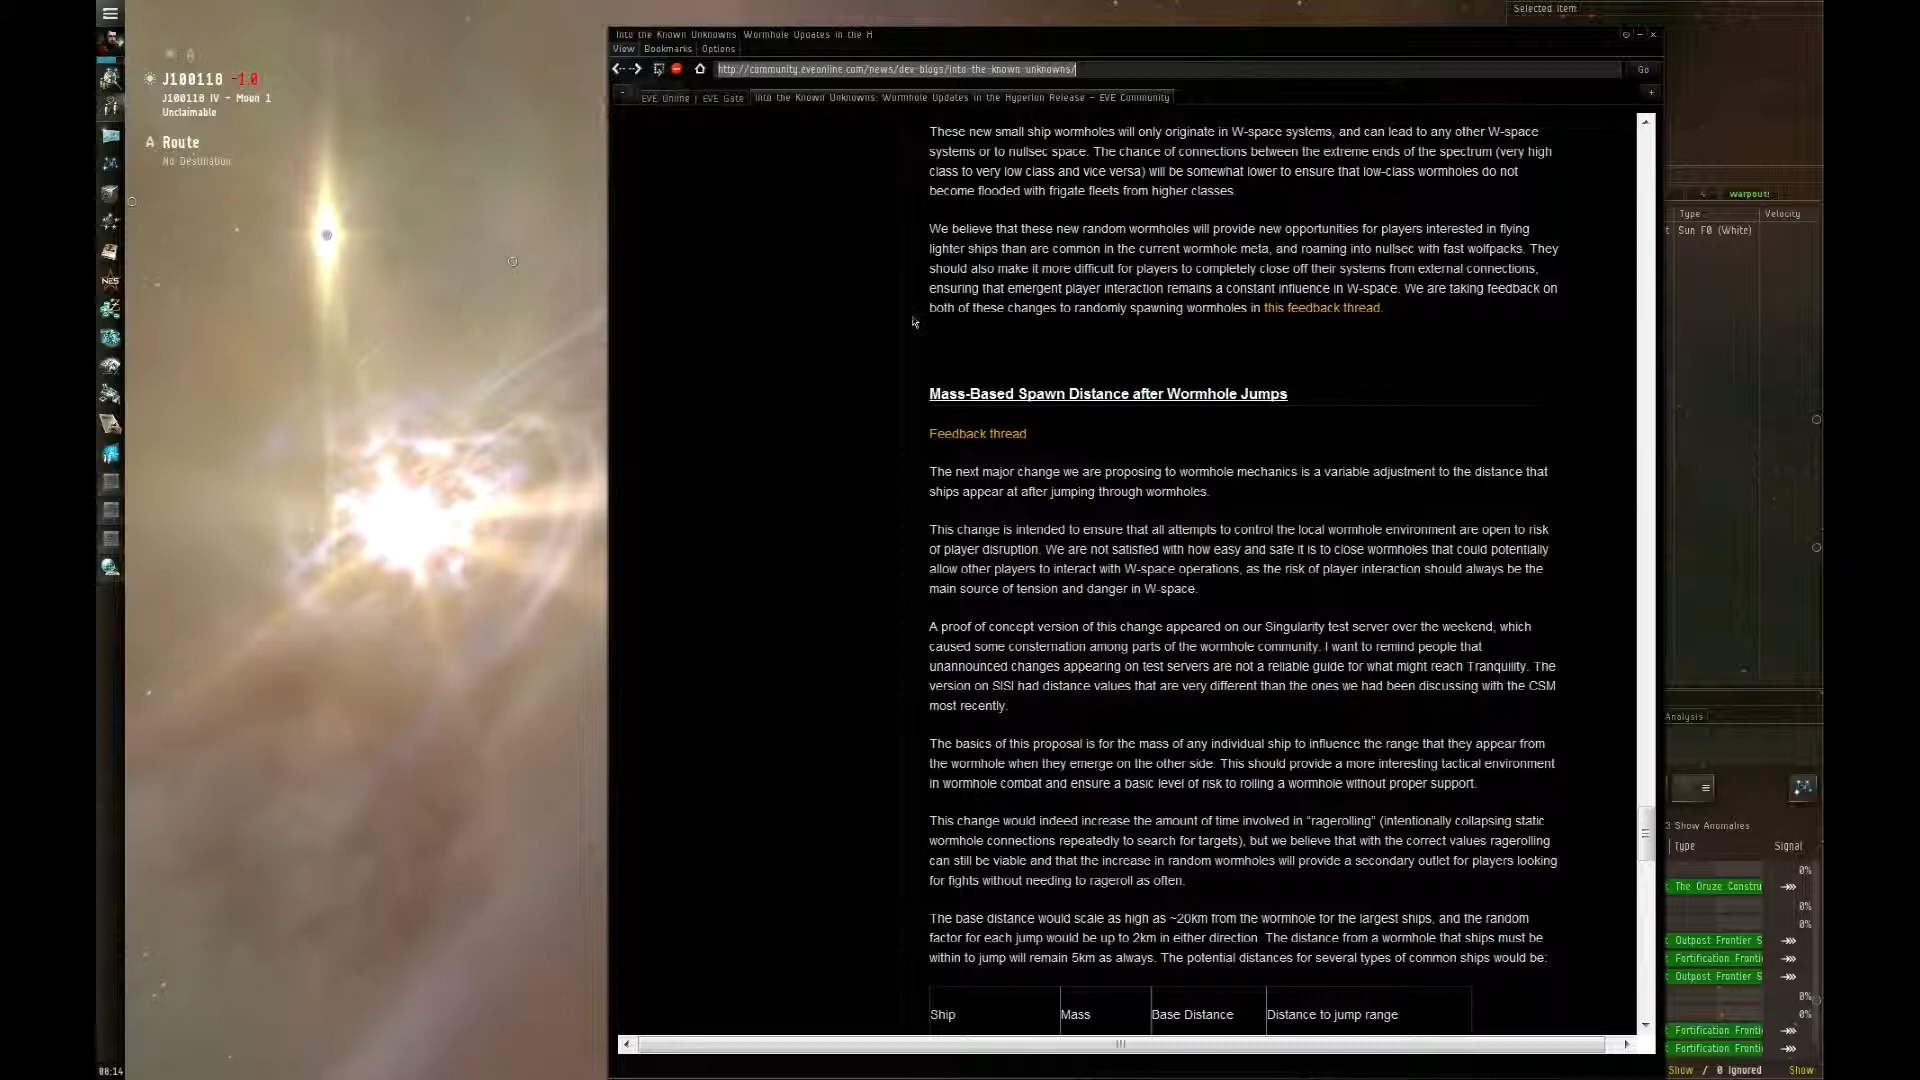 Selected Item
Into the Known Unknowns Wormhole Updates in the H
View Bookmarks Options
http://community.eveonline.com/news/dev-blogs/into-the-known-unknowns/
Go
EVE Online | EVE Gate
Into the Known Unknowns: Wormhole Updates in the Hyperion Release - EVE Community
J100118 -1.0
J100118 IV - Moon 1
Unclaimable
Route
No Destination
NES
These new small ship wormholes will only originate in W-space systems, and can lead to any other W-space
systems or to nullsec space. The chance of connections between the extreme ends of the spectrum (very high
class to very low class and vice versa) will be somewhat lower to ensure that low-class wormholes do not
become flooded with frigate fleets from higher classes.
We believe that these new random wormholes will provide new opportunities for players interested in flying
lighter ships than are common in the current wormhole meta, and roaming into nullsec with fast wolfpacks. They
should also make it more difficult for players to completely close off their systems from external connections,
ensuring that emergent player interaction remains a constant influence in W-space. We are taking feedback on
both of these changes to randomly spawning wormholes in this feedback thread.
Mass-Based Spawn Distance after Wormhole Jumps
Feedback thread
The next major change we are proposing to wormhole mechanics is a variable adjustment to the distance that
ships appear at after jumping through wormholes.
This change is intended to ensure that all attempts to control the local wormhole environment are open to risk
of player disruption. We are not satisfied with how easy and safe it is to close wormholes that could potentially
allow other players to interact with W-space operations, as the risk of player interaction should always be the
main source of tension and danger in W-space.
A proof of concept version of this change appeared on our Singularity test server over the weekend, which
caused some consternation among parts of the wormhole community. I want to remind people that
unannounced changes appearing on test servers are not a reliable guide for what might reach Tranquility. The
version on SISI had distance values that are very different than the ones we had been discussing with the CSM
most recently.
The basics of this proposal is for the mass of any individual ship to influence the range that they appear from
the wormhole when they emerge on the other side. This should provide a more interesting tactical environment
in wormhole combat and ensure a basic level of risk to rolling a wormhole without proper support.
This change would indeed increase the amount of time involved in “ragerolling” (intentionally collapsing static
wormhole connections repeatedly to search for targets), but we believe that with the correct values ragerolling
can still be viable and that the increase in random wormholes will provide a secondary outlet for players looking
for fights without needing to rageroll as often.
The base distance would scale as high as ~20km from the wormhole for the largest ships, and the random
factor for each jump would be up to 2km in either direction. The distance from a wormhole that ships must be
within to jump will remain 5km as always. The potential distances for several types of common ships would be:
Ship Mass Base Distance Distance to jump range
Warpout!
Type Velocity
t Sun F0 (White)
Analysis
3 Show Anomalies
Type Signal
0%
t The Oruze Constru
0%
0%
t Outpost Frontier S
t Fortification Fronti
t Outpost Frontier S
0%
0%
t Fortification Fronti
t Fortification Fronti
Show / 0 Ignored Show
08:14